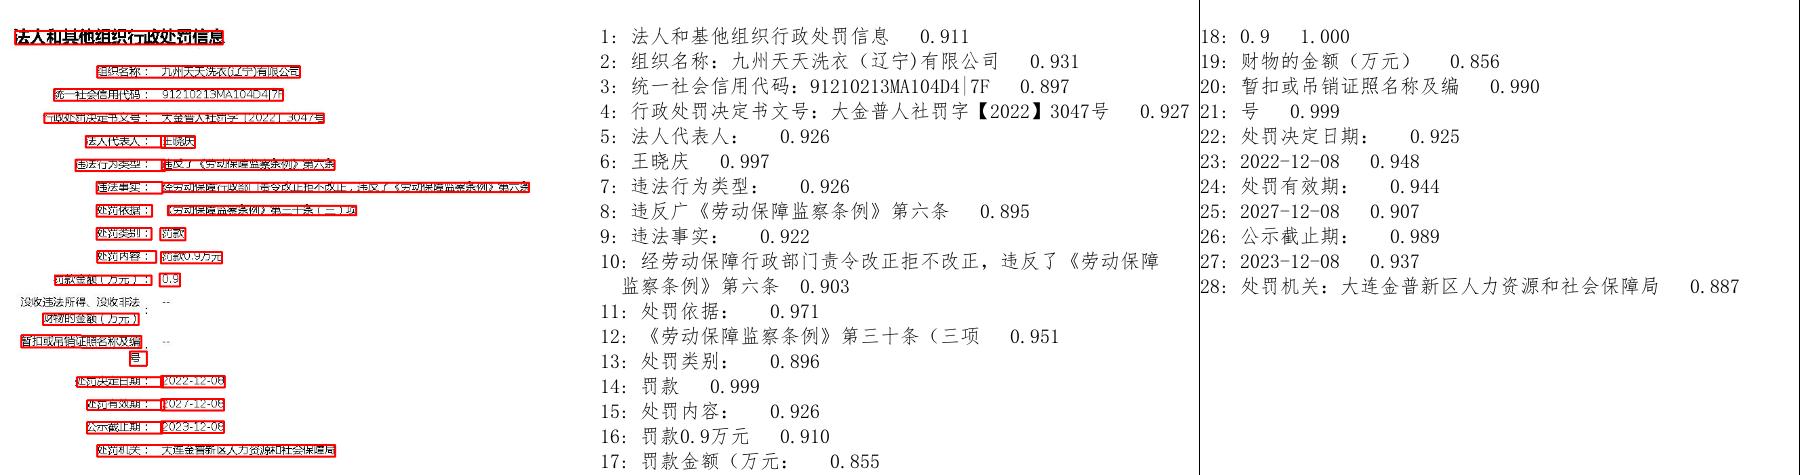 法人和其他组织行政处罚信息
组织名称： 九州天天洗衣(辽宁)有限公司
统一社会信用代码： 91210213MA104D4|7F
行政处罚决定书文号： 大金普人社罚字【2022】3047号
法人代表人： 王晓庆
违法行为类型： 违反了《劳动保障监察条例》第六条
违法事实： 经劳动保障行政部门责令改正拒不改正，违反了《劳动保障监察条例》第六条
处罚依据： 《劳动保障监察条例》第三十条（三）项
处罚类别： 罚款
处罚内容： 罚款0.9万元
罚款金额（万元）： 0.9
没收违法所得、没收非法
财物的金额（万元）： --
暂扣或吊销证照名称及编
号： --
处罚决定日期： 2022-12-08
处罚有效期： 2027-12-08
公示截止期： 2023-12-08
处罚机关： 大连金普新区人力资源和社会保障局
1: 法人和基他组织行政处罚信息 0.911
2: 组织名称：九州天天洗衣（辽宁)有限公司 0.931
3: 统一社会信用代码：91210213MA104D4|7F 0.897
4: 行政处罚决定书文号：大金普人社罚字【2022】3047号 0.927
5: 法人代表人： 0.926
6: 王晓庆 0.997
7: 违法行为类型： 0.926
8: 违反广《劳动保障监察条例》第六条 0.895
9: 违法事实： 0.922
10: 经劳动保障行政部门责令改正拒不改正，违反了《劳动保障
监察条例》第六条 0.903
11: 处罚依据： 0.971
12: 《劳动保障监察条例》第三十条（三项 0.951
13: 处罚类别： 0.896
14: 罚款 0.999
15: 处罚内容： 0.926
16: 罚款0.9万元 0.910
17: 罚款金额（万元： 0.855
18: 0.9 1.000
19: 财物的金额（万元） 0.856
20: 暂扣或吊销证照名称及编 0.990
21: 号 0.999
22: 处罚决定日期： 0.925
23: 2022-12-08 0.948
24: 处罚有效期： 0.944
25: 2027-12-08 0.907
26: 公示截止期： 0.989
27: 2023-12-08 0.937
28: 处罚机关：大连金普新区人力资源和社会保障局 0.887